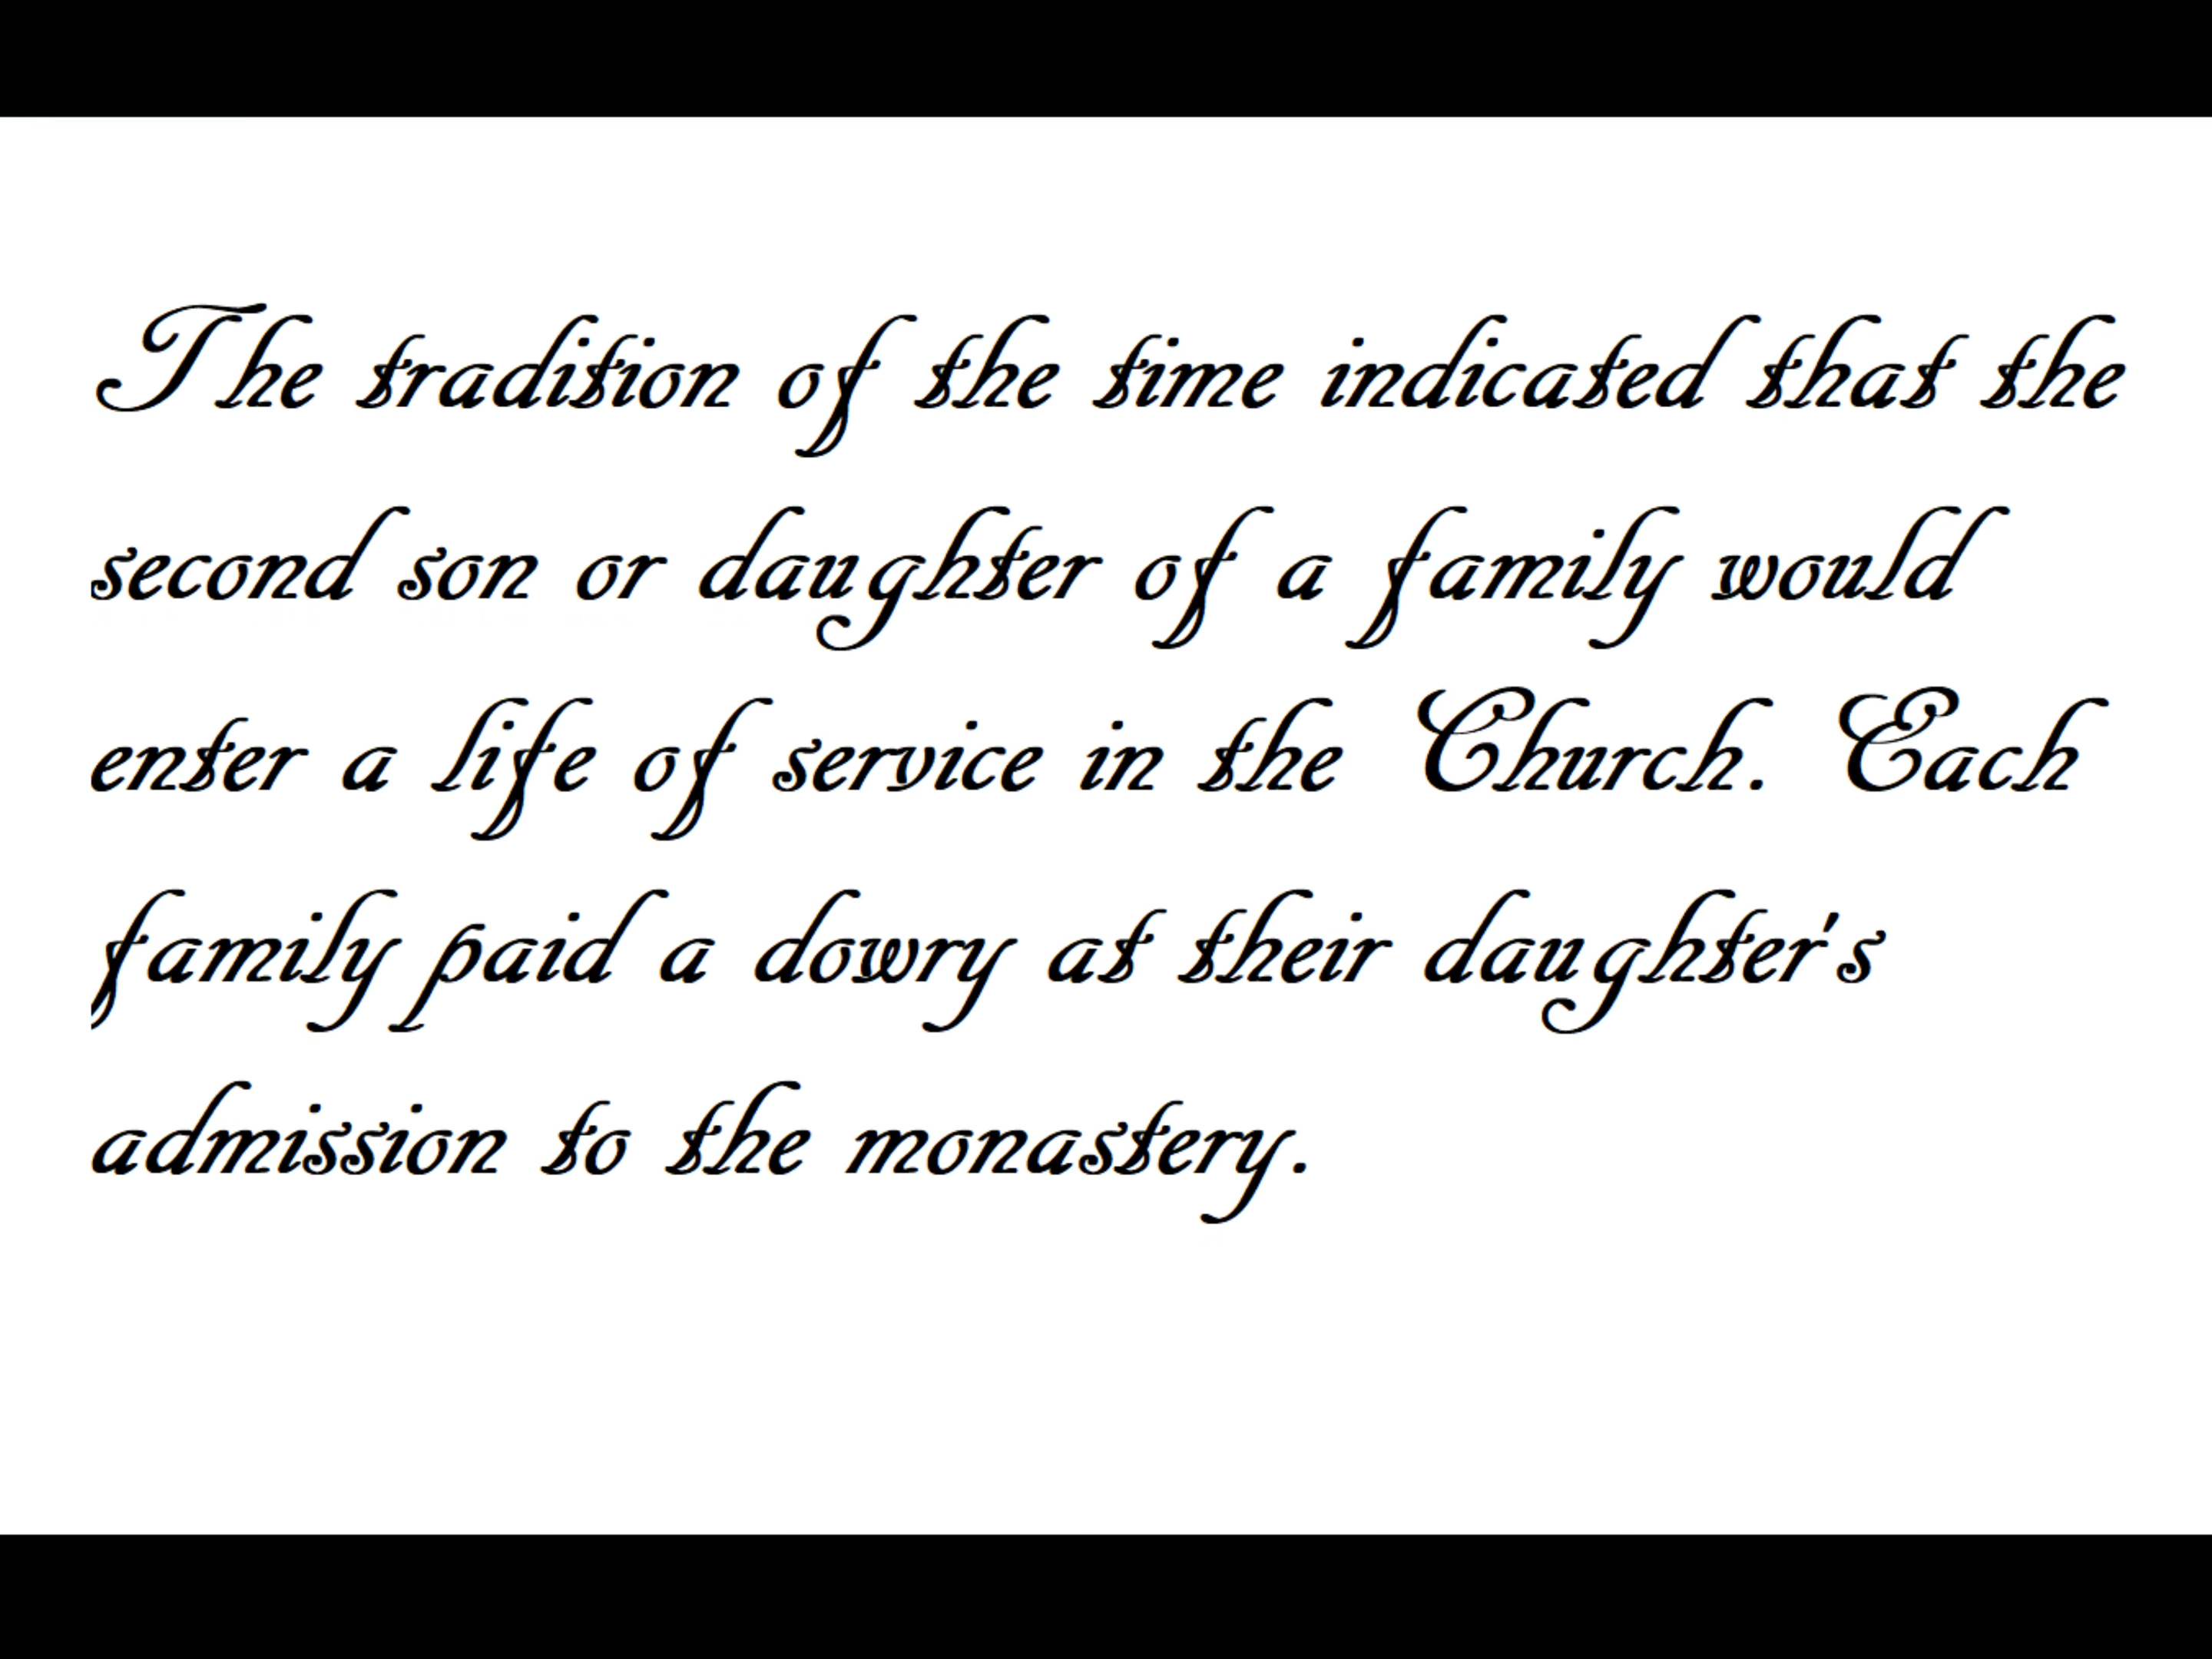 The tradition of the time indicated that the
second son or daughter of a family would
enter a life of service in the Church. Each
family paid a dowry at their daughter's
admission to the monastery.